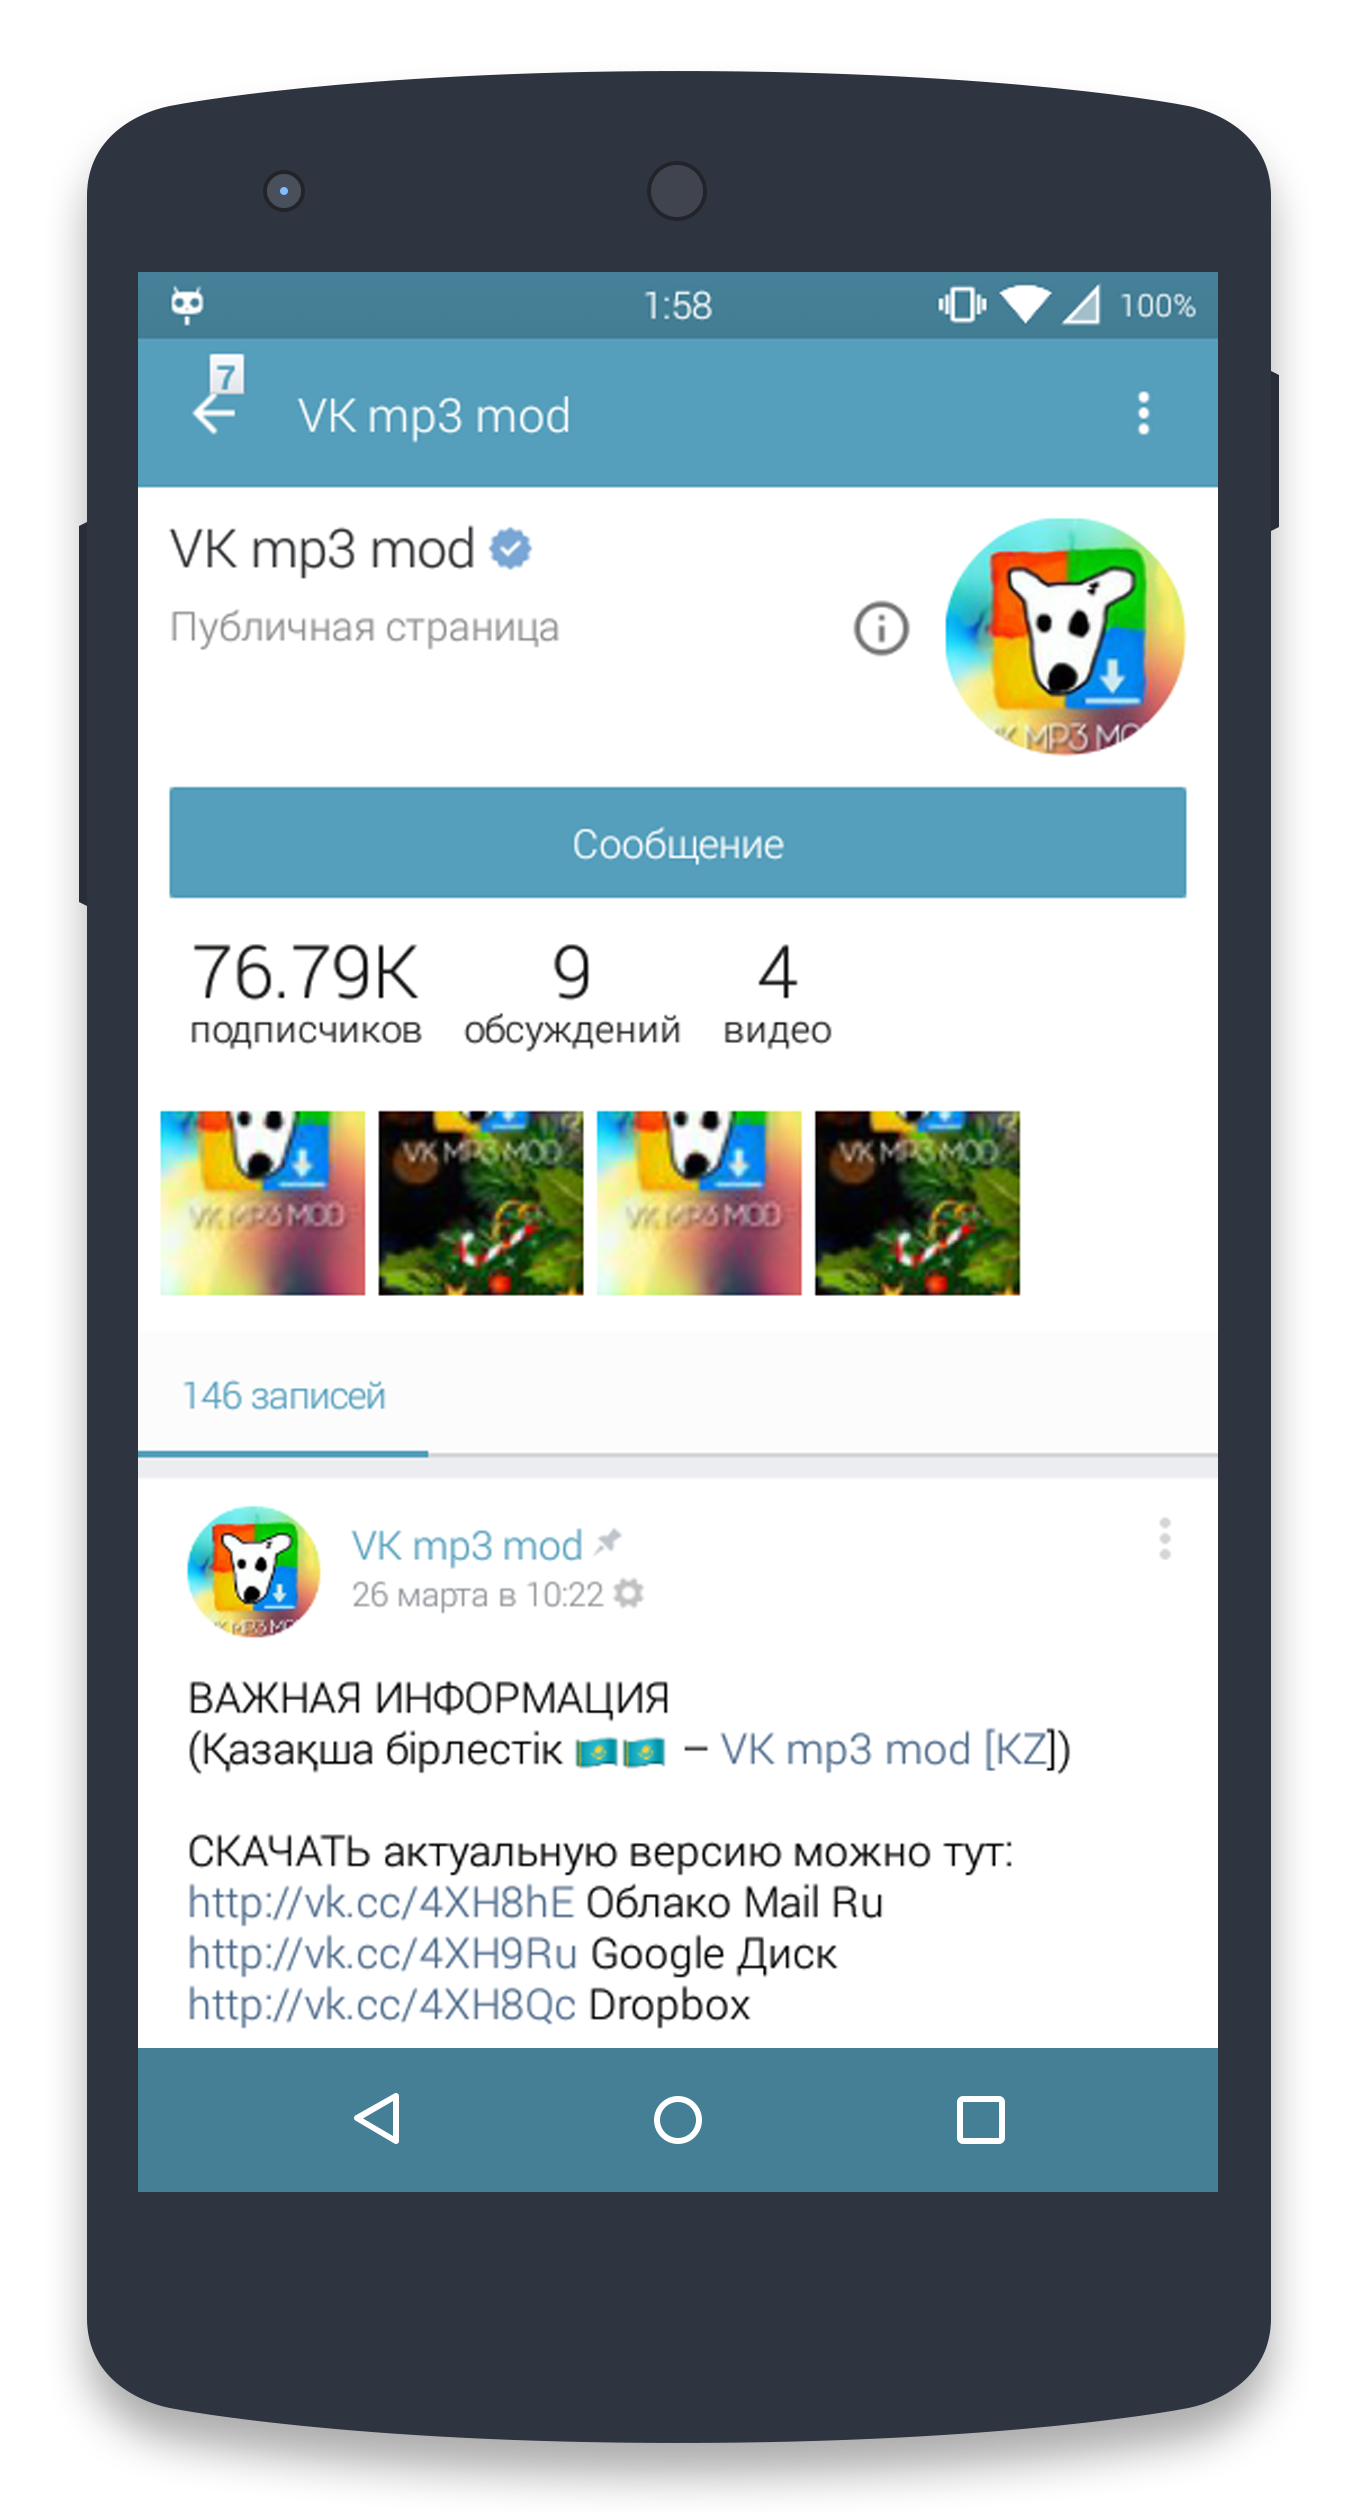 1:58
100%
7
VK mp3 mod
VK mp3 mod
Публичная страница
VK MP3 MO
Сообщение
76.79K 9 4
подписчиков обсуждений видео
VK MP3 MOD VK MP3 MOD VK MP3 MOD VK MP3 MOD
146 записей
VK mp3 mod
26 марта в 10:22
ВАЖНАЯ ИНФОРМАЦИЯ
(Қазақша бірлестік 🇰🇿🇰🇿 – VK mp3 mod [KZ])
СКАЧАТЬ актуальную версию можно тут:
http://vk.cc/4XH8hE Облако Mail Ru
http://vk.cc/4XH9Ru Google Диск
http://vk.cc/4XH8Qc Dropbox